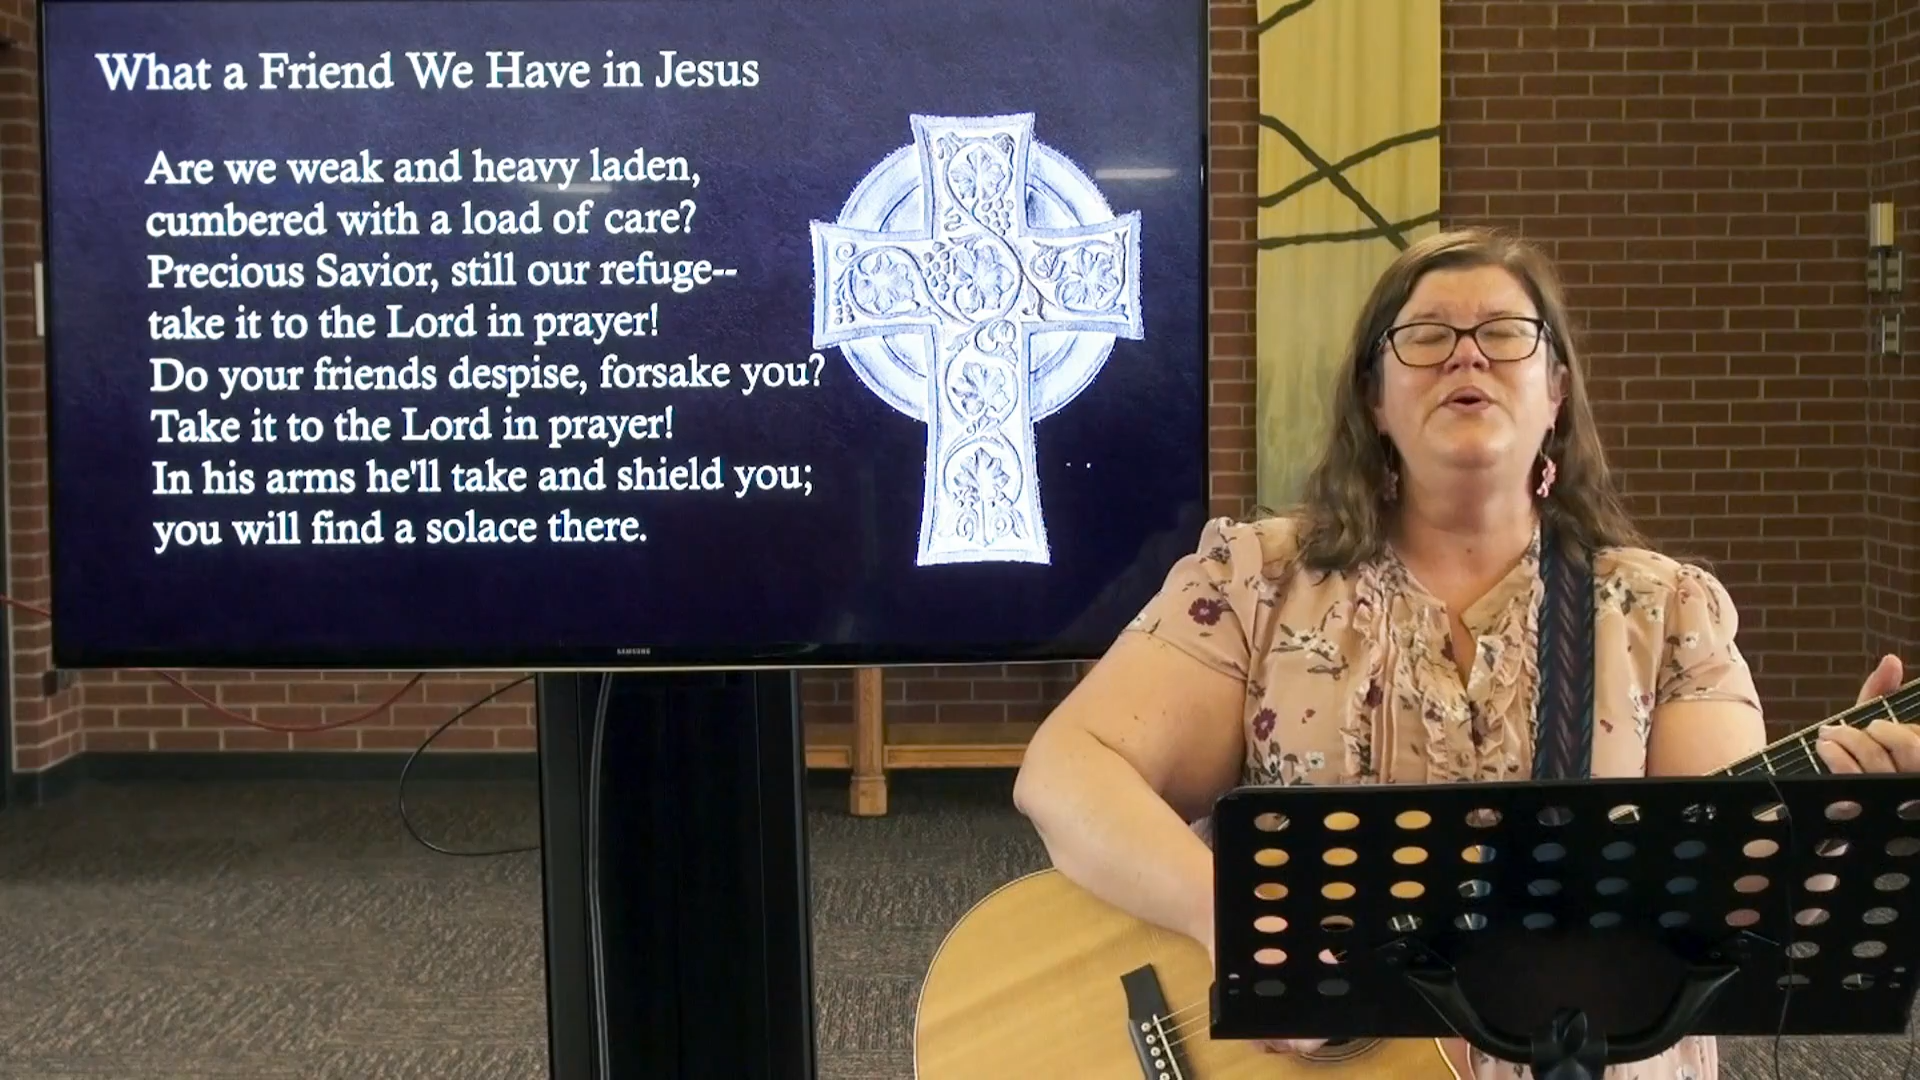 What a Friend We Have in Jesus
Are we weak and heavy laden,
cumbered with a load of care?
Precious Savior, still our refuge--
take it to the Lord in prayer!
Do your friends despise, forsake you?
Take it to the Lord in prayer!
In his arms he'll take and shield you;
you will find a solace there.
SAMSUNG